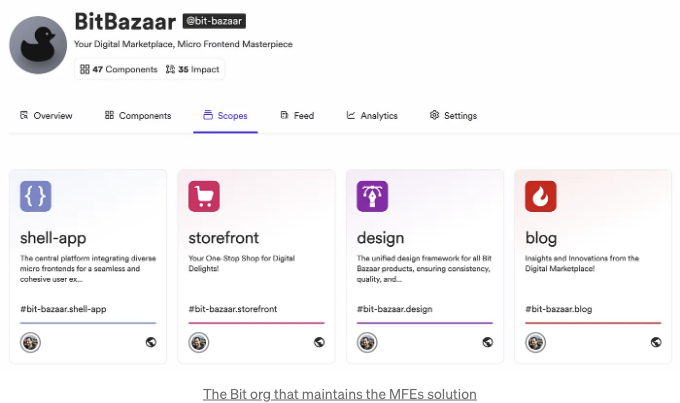 BitBazaar @bit-bazaar
Your Digital Marketplace, Micro Frontend Masterpiece
47 Components 35 Impact
Overview Components Scopes Feed Analytics Settings
{ }
shell-app
The central platform integrating diverse
micro frontends for a seamless and
cohesive user ex...
#bit-bazaar.shell-app
storefront
Your One-Stop Shop for Digital
Delights!
#bit-bazaar.storefront
design
The unified design framework for all Bit
Bazaar products, ensuring consistency,
quality, and...
#bit-bazaar.design
blog
Insights and Innovations from the
Digital Marketplace!
#bit-bazaar.blog
The Bit org that maintains the MFEs solution